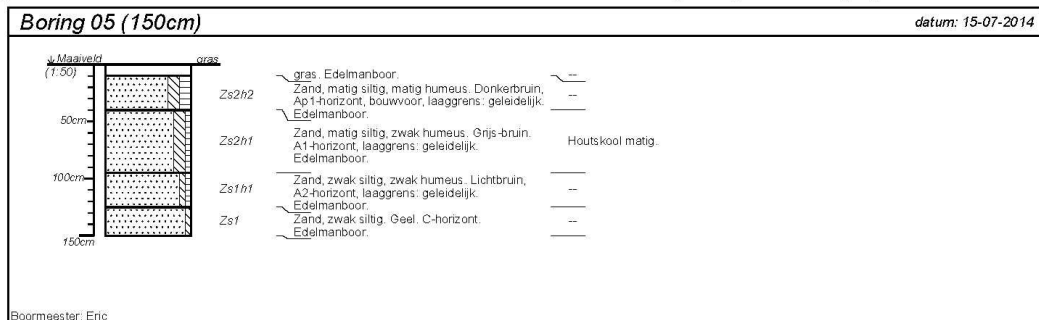 Boring 05 (150cm)
datum: 15-07-2014
↓ Maaiveld
gras
(1:50)
gras. Edelmanboor.
--
Zs2h2
Zand, matig siltig, matig humeus. Donkerbruin,
Ap1-horizont, bouwvoor, laaggrens: geleidelijk.
Edelmanboor.
--
50cm
Zs2h1
Zand, matig siltig, zwak humeus. Grijs-bruin.
A1-horizont, laaggrens: geleidelijk.
Edelmanboor.
Houtskool matig.
100cm
Zs1h1
Zand, zwak siltig, zwak humeus. Lichtbruin,
A2-horizont, laaggrens: geleidelijk.
Edelmanboor.
--
Zs1
Zand, zwak siltig. Geel. C-horizont.
Edelmanboor.
--
150cm
Boormeester: Eric